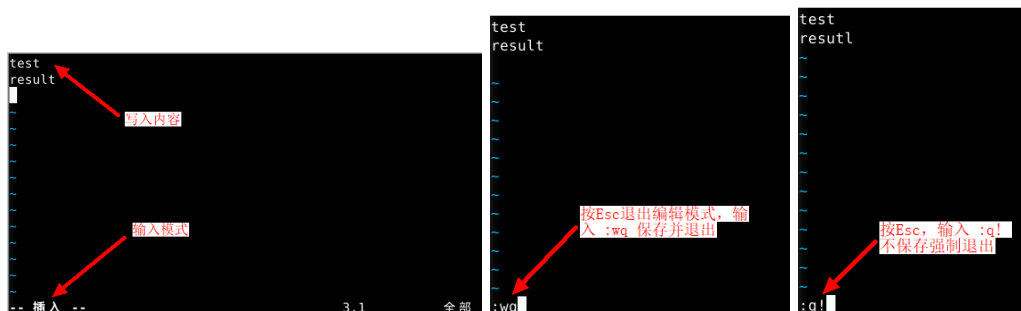 test
result
写入内容
~
~
~
~
~
~
~
输入模式
~
~
~
~
~
-- 插入 -- 3.1 全部
test
result
~
~
~
~
~
~
~
按Esc退出编辑模式，输
入 :wq 保存并退出
~
~
~
~
~
:wq
test
resutl
~
~
~
~
~
~
~
~
按Esc，输入 :q!
不保存强制退出
~
~
~
~
~
:q!